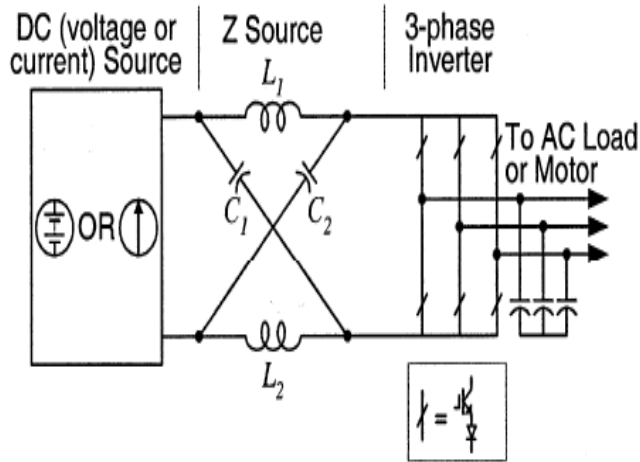 DC (voltage or
current) Source
Z Source
3-phase
Inverter
L1
To AC Load
or Motor
OR
C1
C2
L2
=